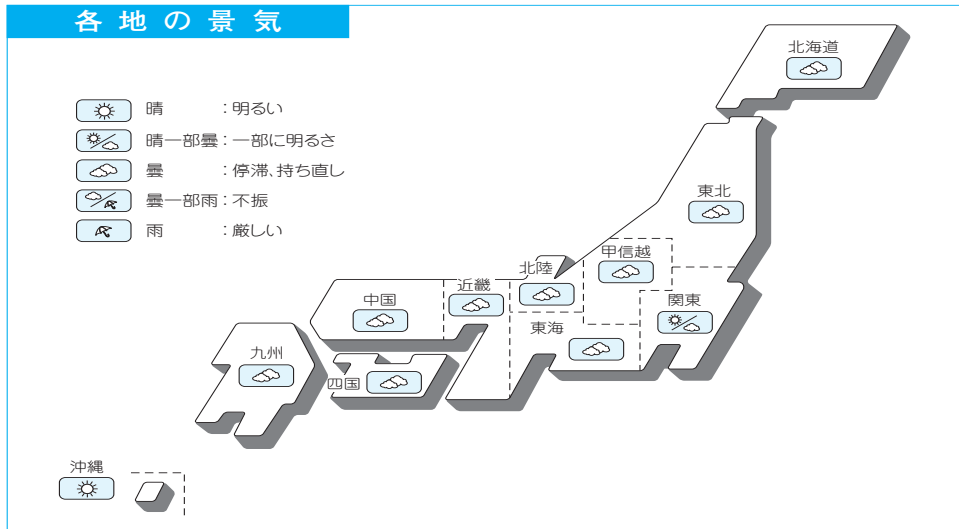 各地の景気
晴　：明るい
晴一部曇：一部に明るさ
曇　：停滞、持ち直し
曇一部雨：不振
雨　：厳しい
北海道
東北
甲信越
北陸
関東
近畿
中国
東海
九州
四国
沖縄